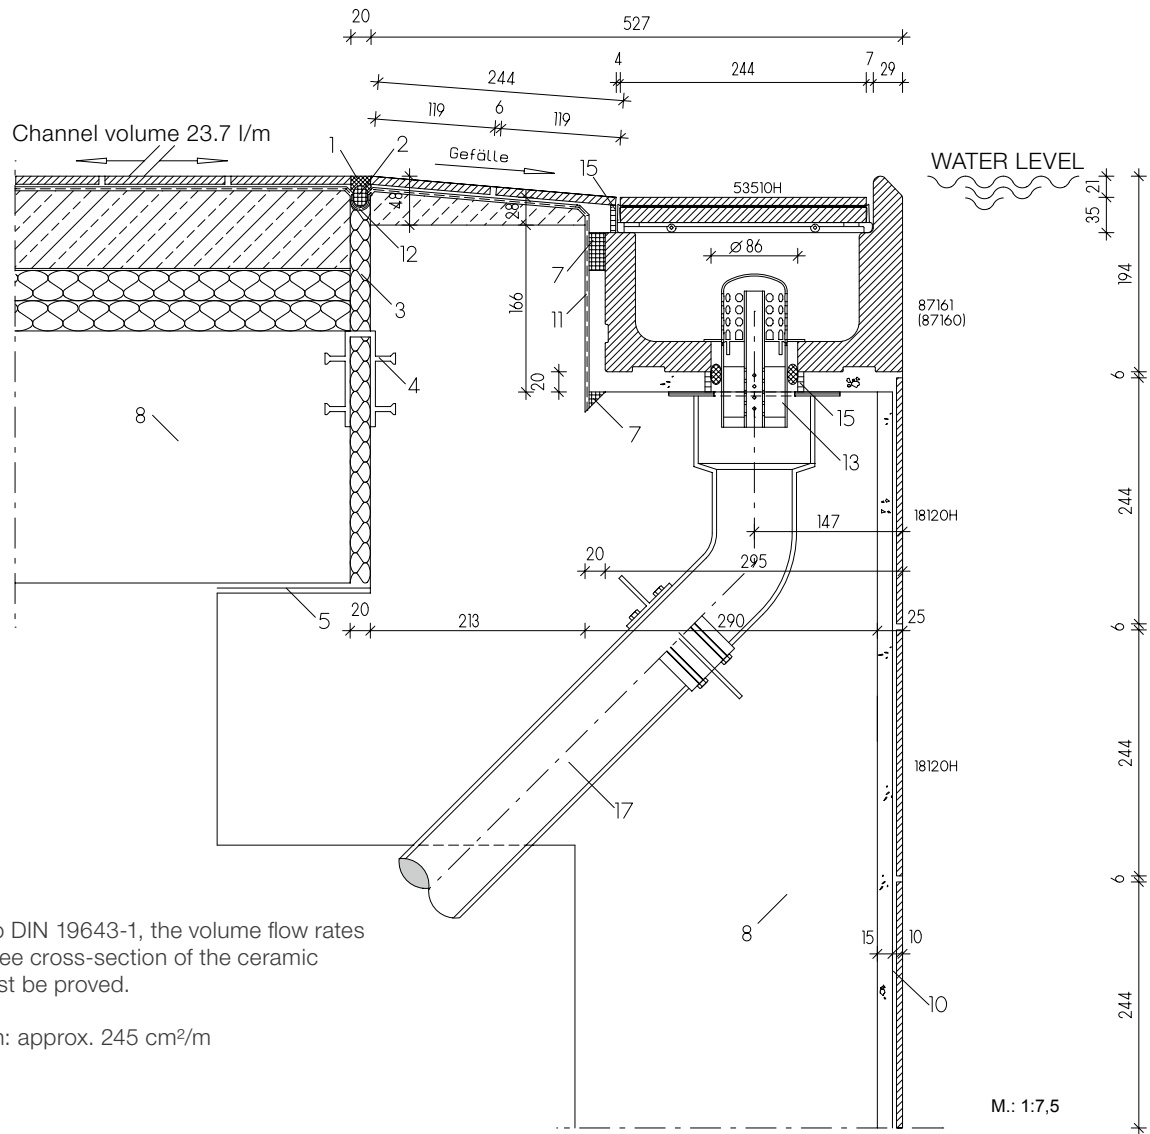 20 527
4 7
244 244 29
6
119 119
Channel volume 23.7 l/m
1 2
Gefälle
15
WATER LEVEL
53510H
21
48
28
35
12
7
Ø 86
194
3
166
11
87161
(87160)
4
20
6
8
7
15
13
244
147
18120H
20 295
5
20 213 290 25
6
244
18120H
17
6
o DIN 19643-1, the volume flow rates
8
15 10
ee cross-section of the ceramic
st be proved.
10
244
n: approx. 245 cm²/m
M.: 1:7,5